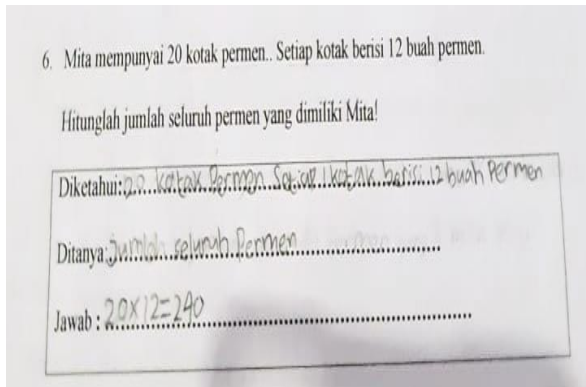 6. Mita mempunyai 20 kotak permen.. Setiap kotak berisi 12 buah permen.
Hitunglah jumlah seluruh permen yang dimiliki Mita!
Diketahui: 20 kotak Permen Setiap 1 kotak berisi 12 buah Permen
Ditanya: Jumlah seluruh Permen
Jawab : 20x12=240